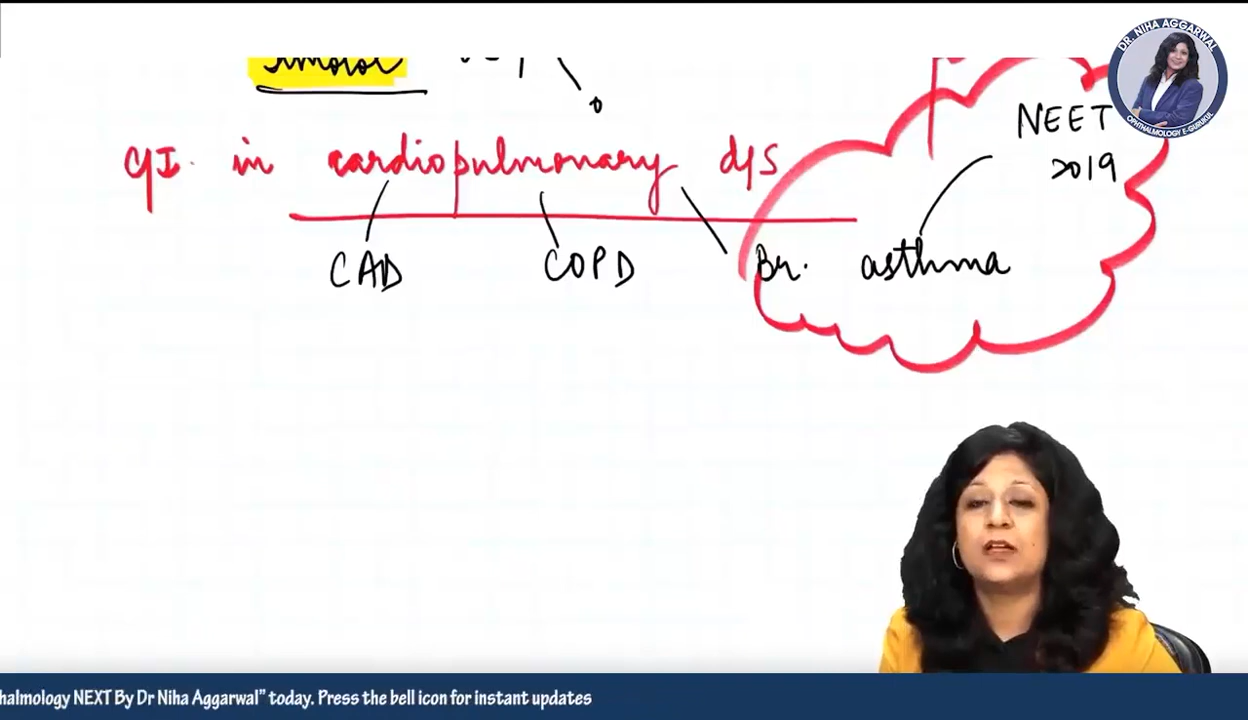 DR. NIHA AGGARWAL
OPHTHALMOLOGY E-GURUKUL
NEET
2019
C/I. in cardiopulmonary d/s
CAD COPD Br. asthma
halmology NEXT By Dr Niha Aggarwal" today. Press the bell icon for instant updates